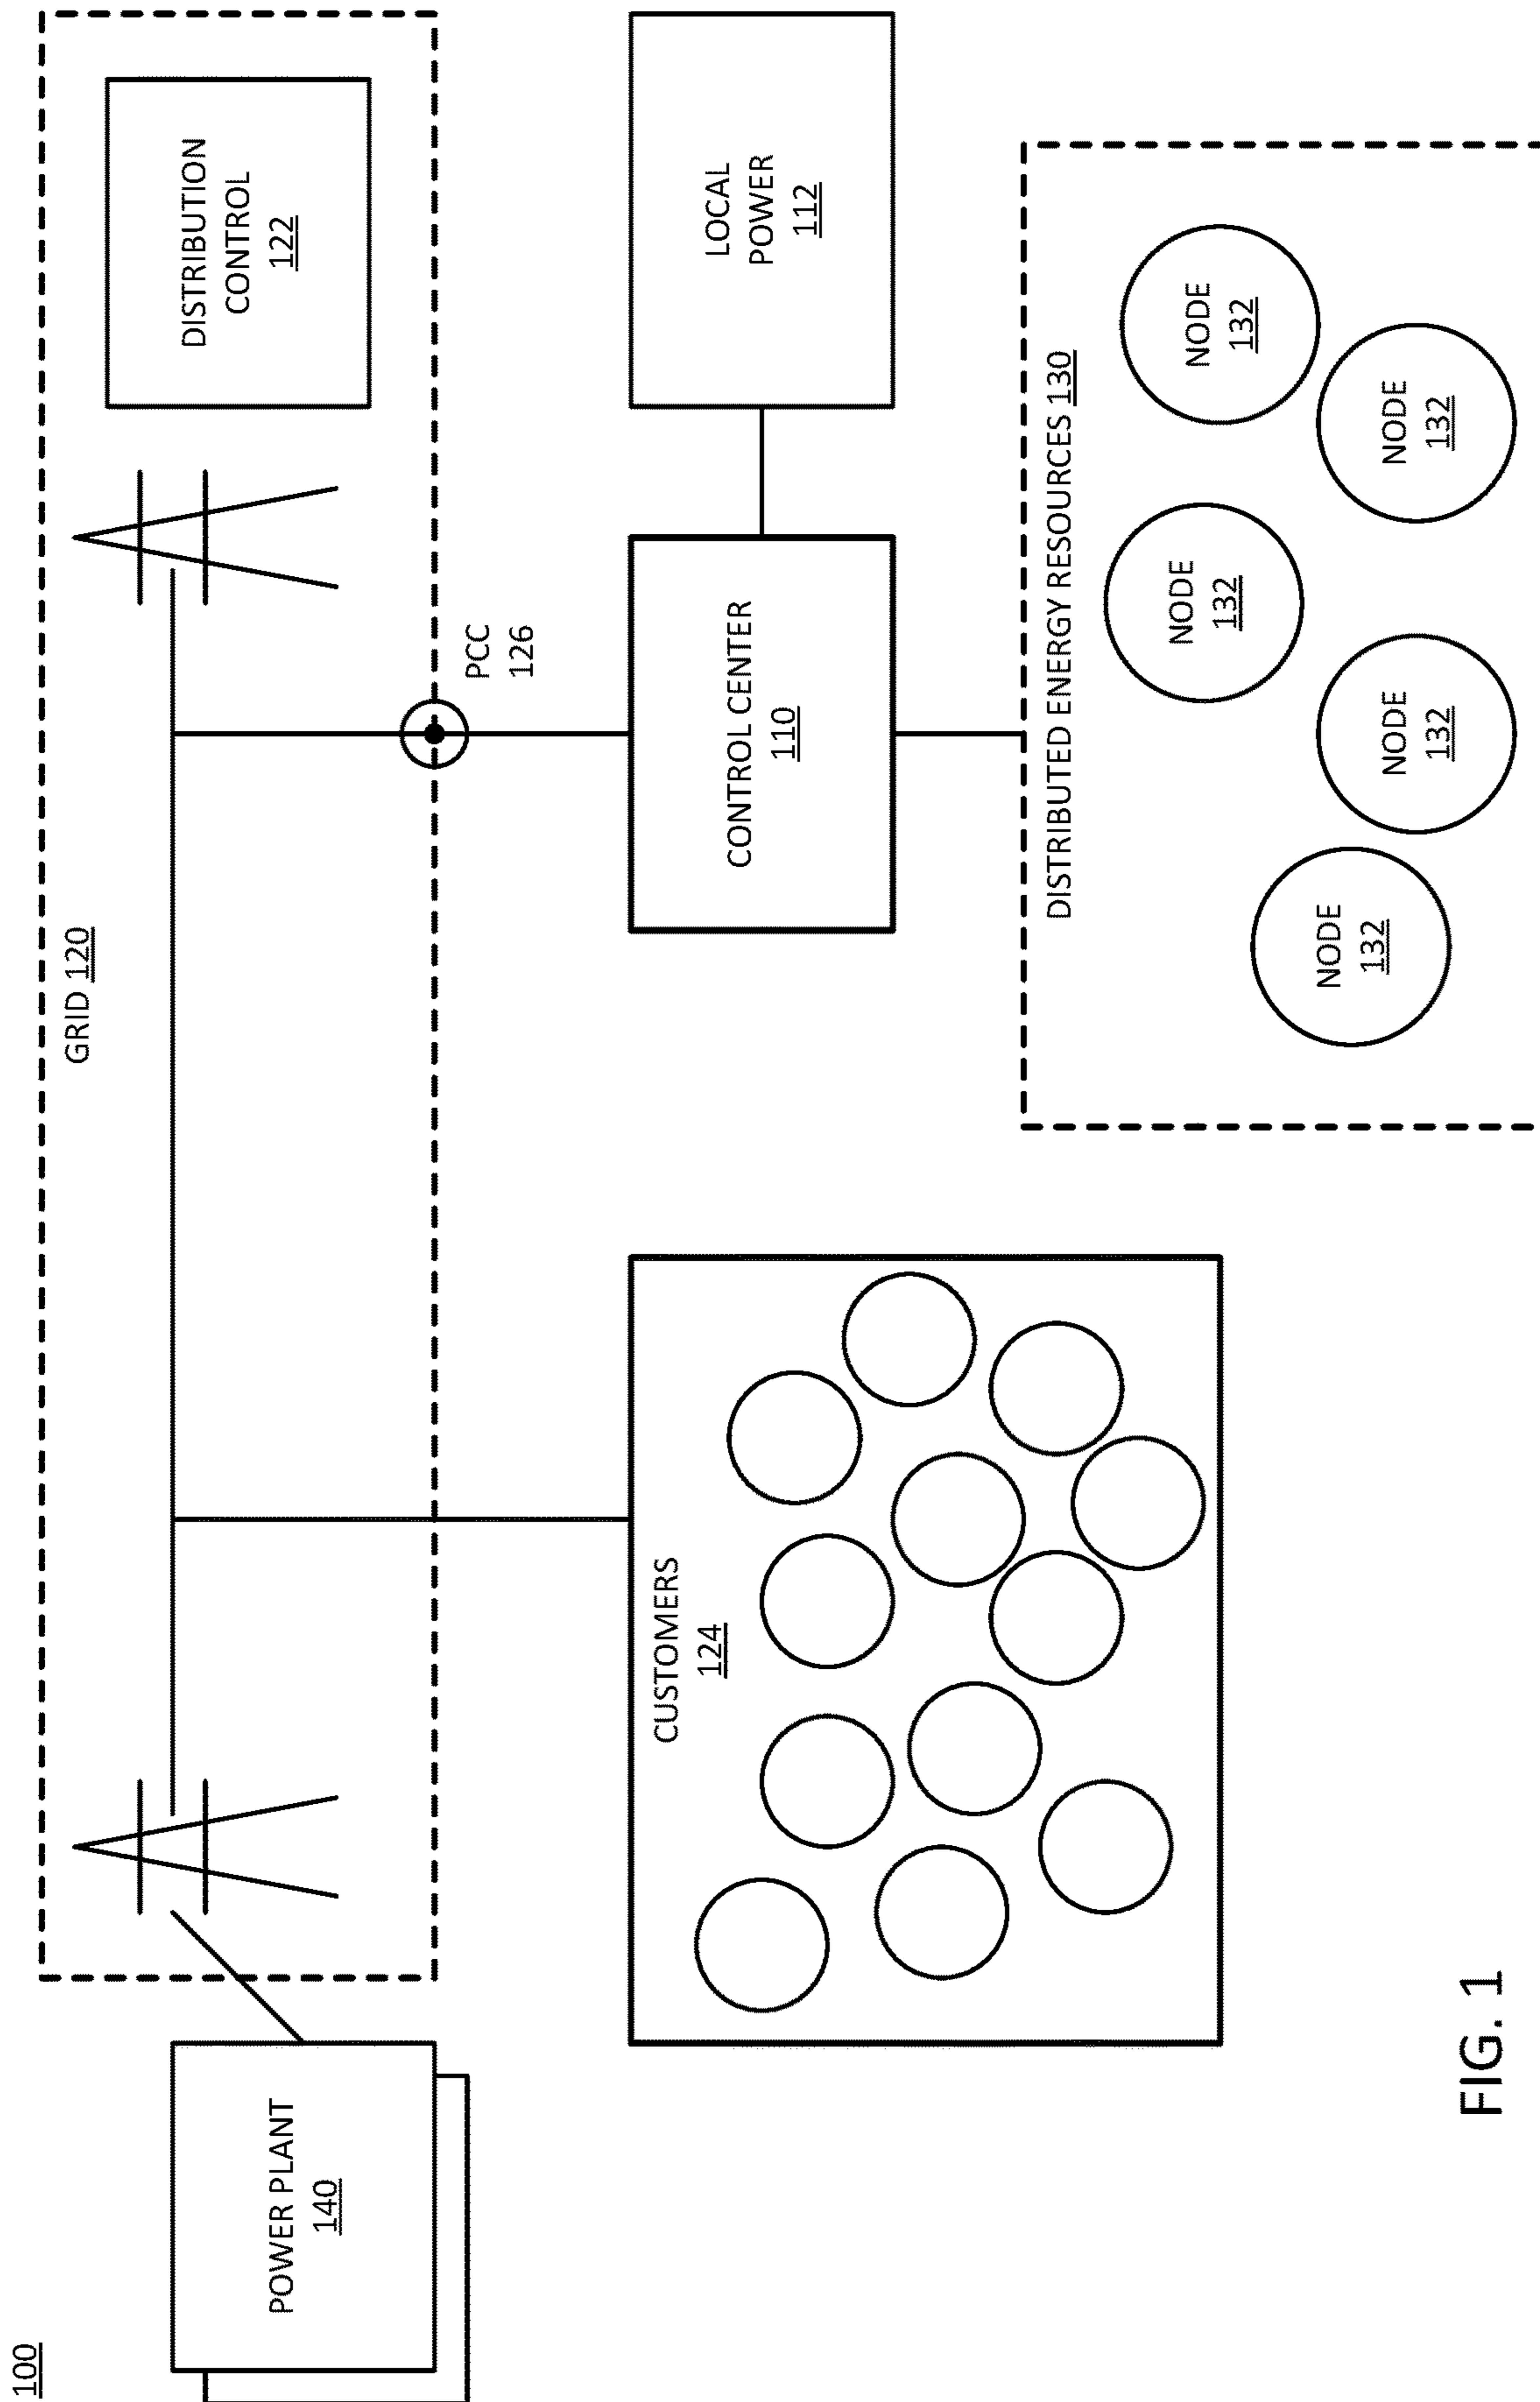 100
GRID 120
POWER PLANT
140
DISTRIBUTION
CONTROL
122
PCC
126
CUSTOMERS
124
CONTROL CENTER
110
LOCAL
POWER
112
DISTRIBUTED ENERGY RESOURCES 130
NODE
132
NODE
132
NODE
132
NODE
132
NODE
132
FIG. 1